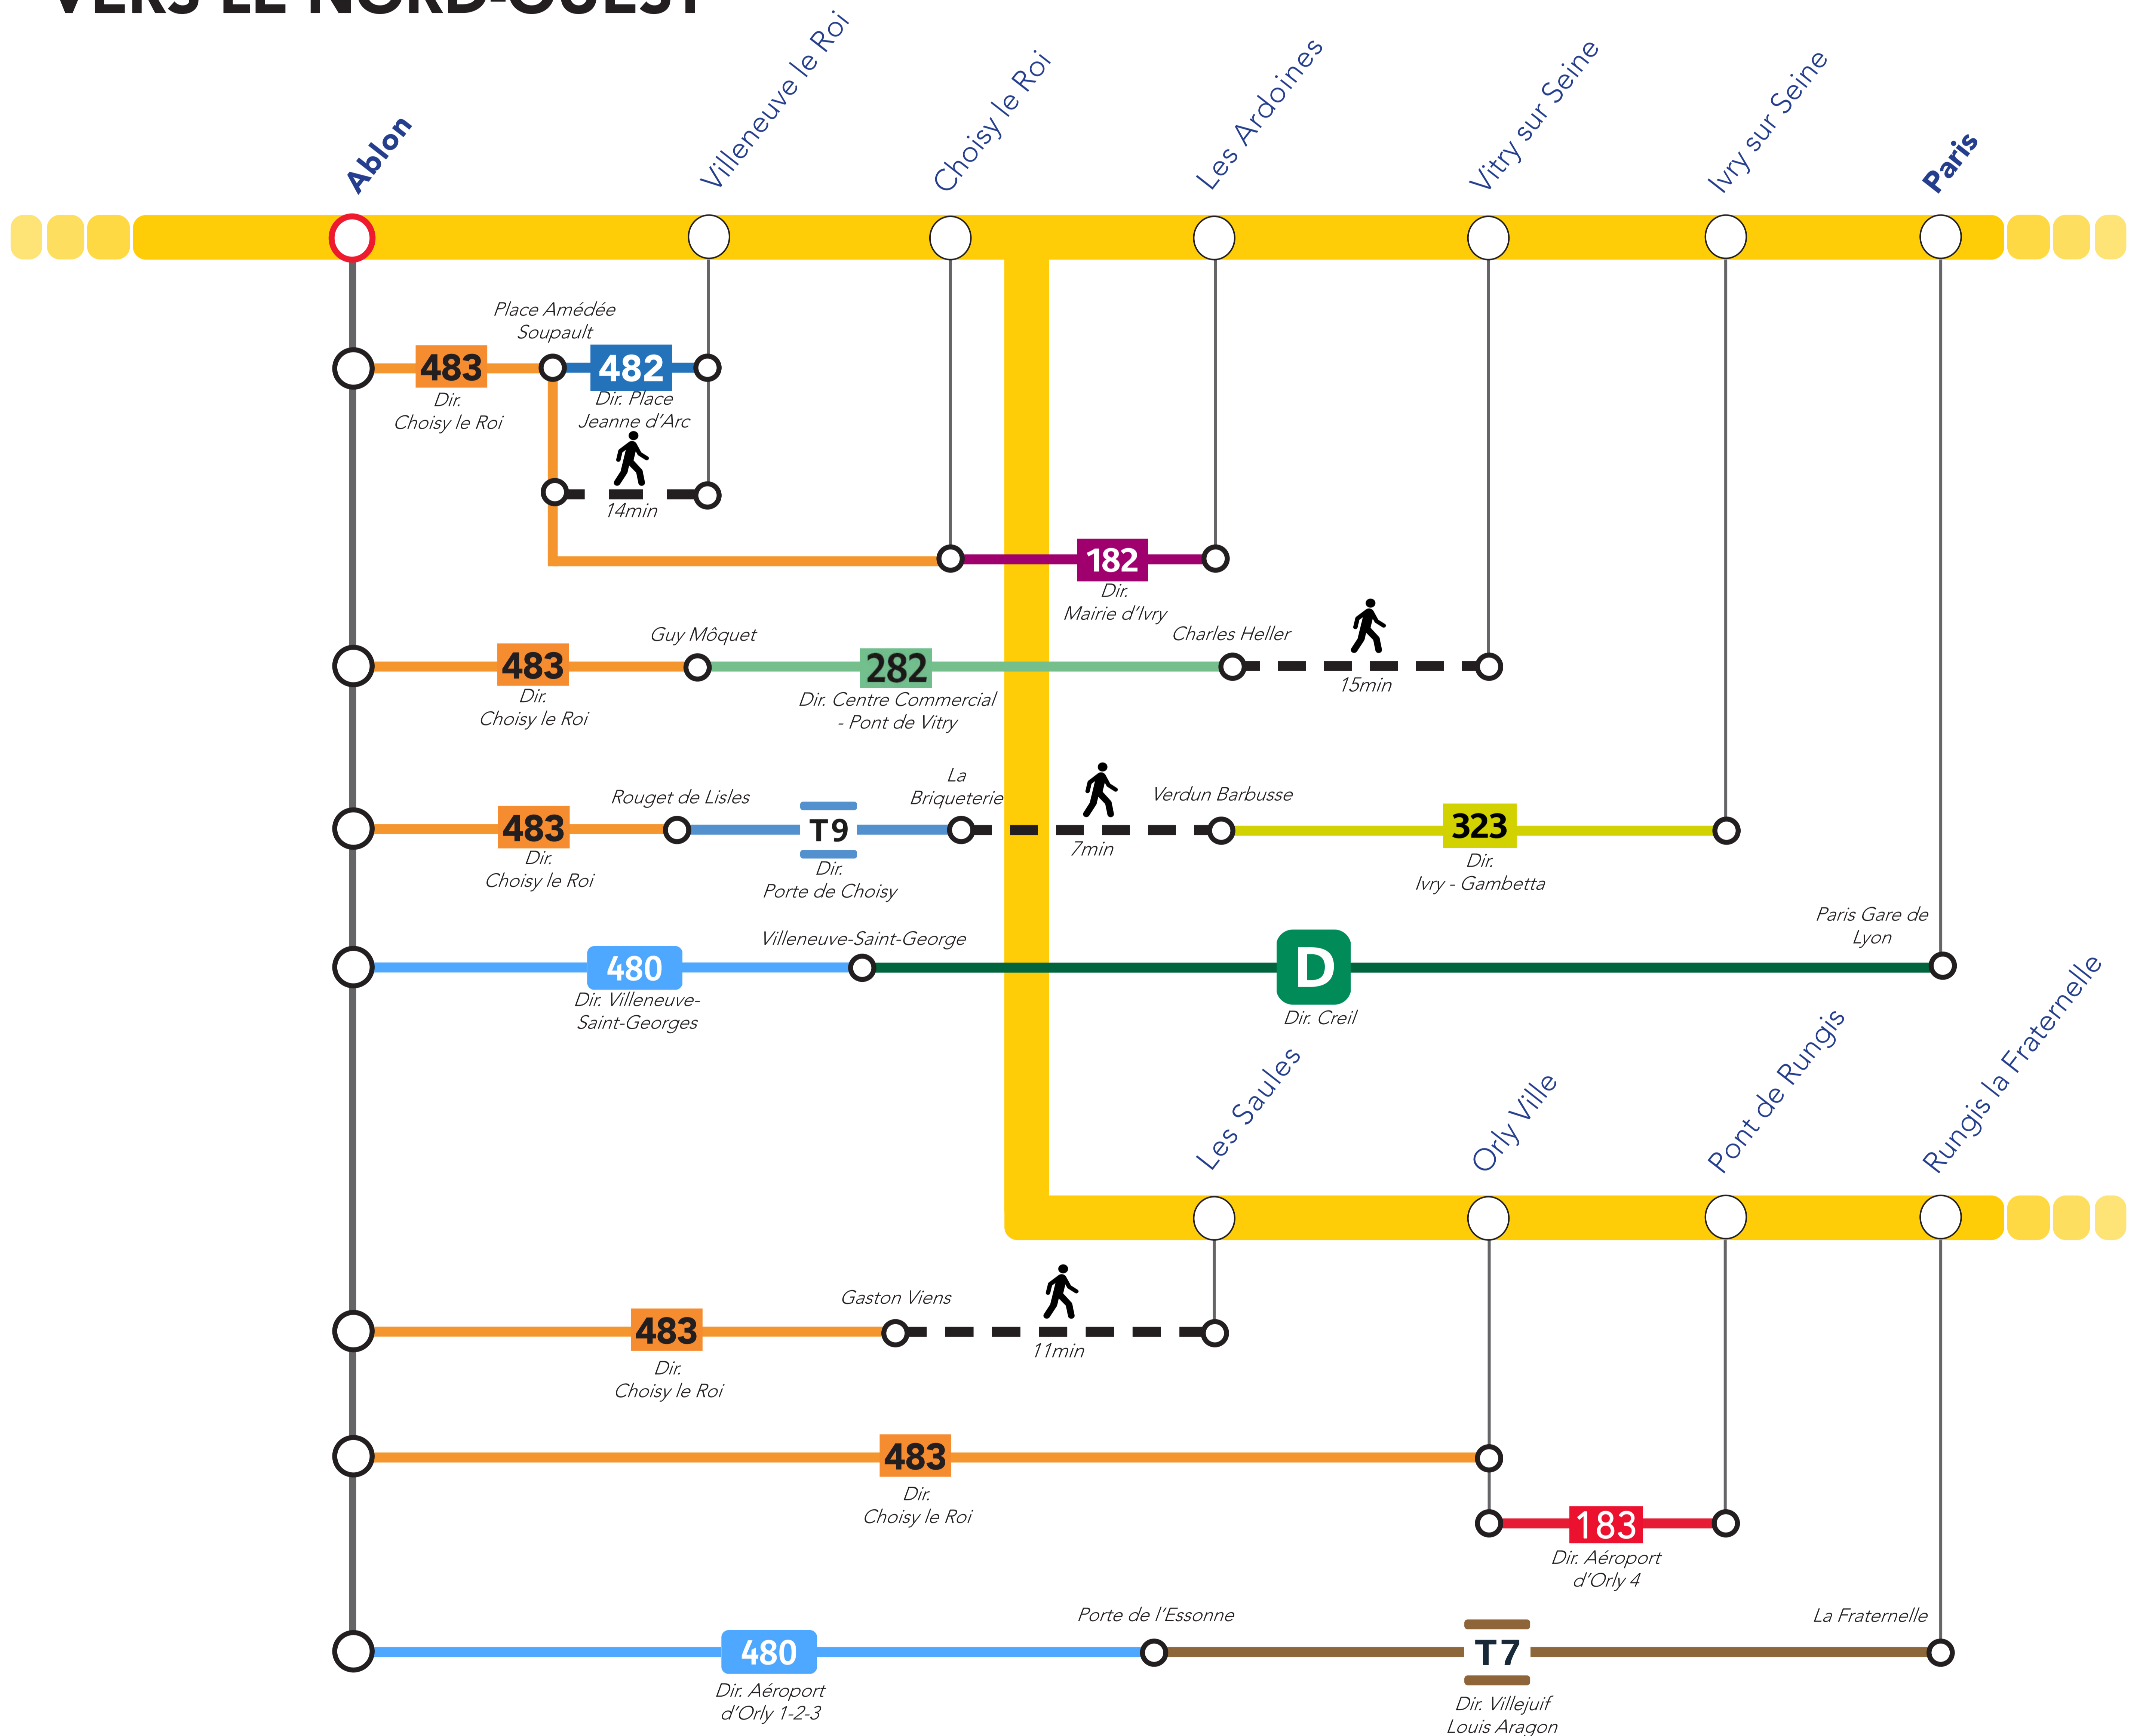 VERS LE NORD-OUEST
Ablon
Villeneuve le Roi
Choisy le Roi
Les Ardoines
Vitry sur Seine
Ivry sur Seine
Paris
Place Amédée
Soupault
483
482
Dir.
Choisy le Roi
Dir. Place
Jeanne d'Arc
14min
182
Dir.
Mairie d'Ivry
Guy Môquet
Charles Heller
483
282
Dir.
Choisy le Roi
Dir. Centre Commercial
- Pont de Vitry
15min
Rouget de Lisles
La
Briqueterie
Verdun Barbusse
483
T9
323
Dir.
Choisy le Roi
Dir.
Porte de Choisy
7min
Dir.
Ivry - Gambetta
Villeneuve-Saint-George
Paris Gare de
Lyon
480
D
Dir. Villeneuve-
Saint-Georges
Dir. Creil
Les Saules
Orly Ville
Pont de Rungis
Rungis la Fraternelle
Gaston Viens
483
Dir.
Choisy le Roi
11min
483
Dir.
Choisy le Roi
183
Dir. Aéroport
d'Orly 4
Porte de l'Essonne
La Fraternelle
480
T7
Dir. Aéroport
d'Orly 1-2-3
Dir. Villejuif
Louis Aragon